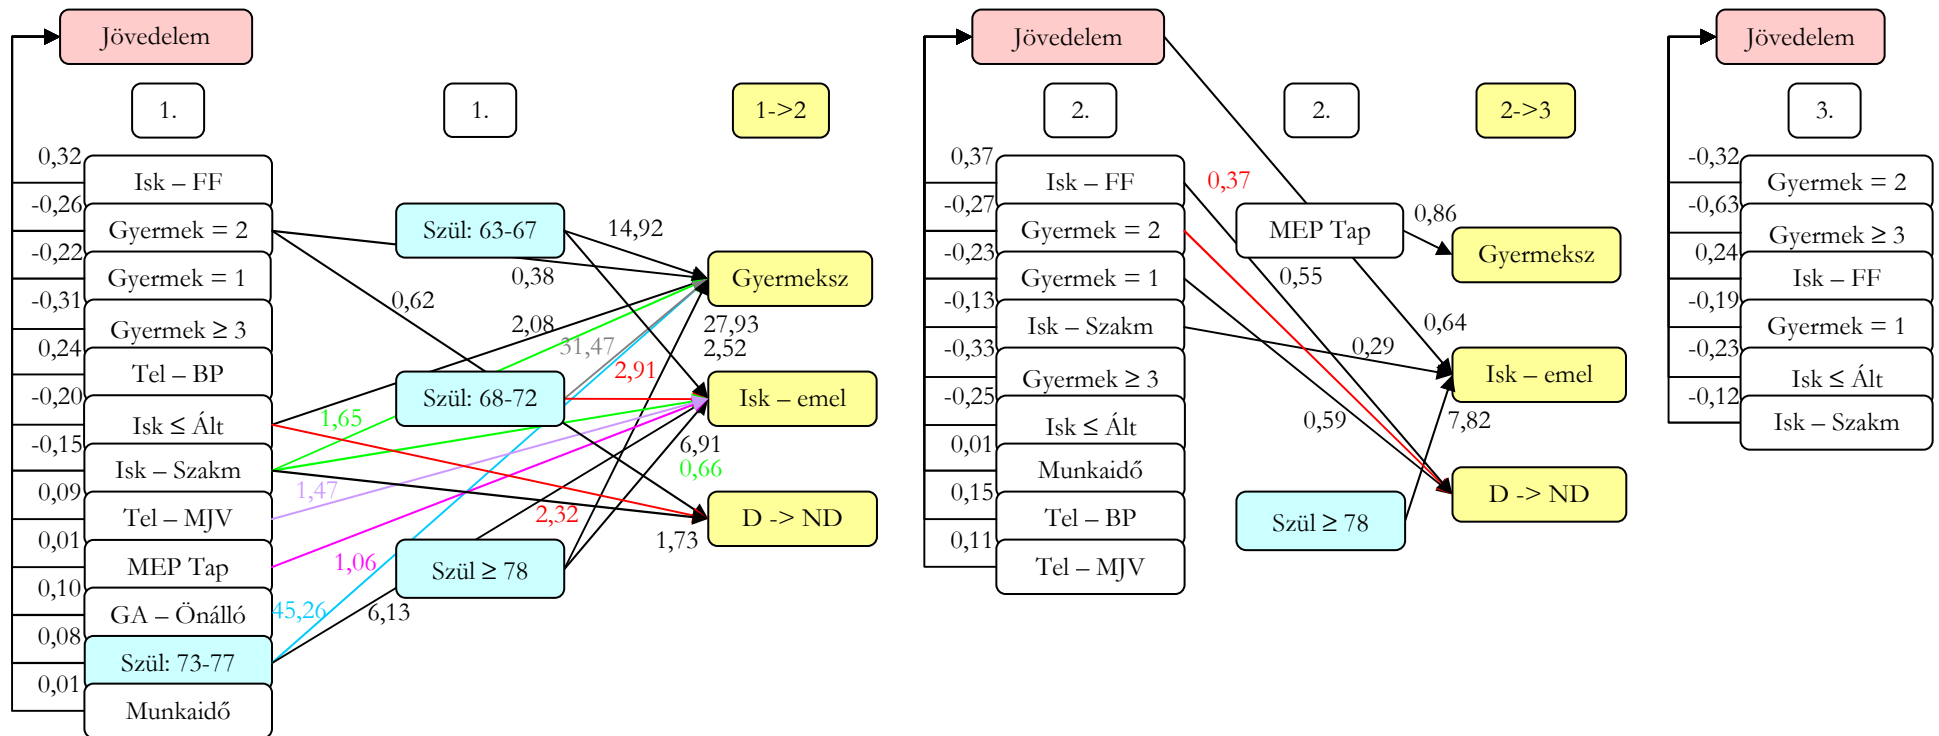 Jövedelem
1.
1.
1->2
0,32
Isk – FF
-0,26
Gyermek = 2
-0,22
Gyermek = 1
-0,31
Gyermek ≥ 3
0,24
Tel – BP
-0,20
Isk ≤ Ált
-0,15
Isk – Szakm
0,09
Tel – MJV
0,01
MEP Tap
0,10
GA – Önálló
0,08
Szül: 73-77
0,01
Munkaidő
Szül: 63-67
Szül: 68-72
Szül ≥ 78
14,92
0,38
0,62
2,08
31,47
27,93
2,52
2,91
1,65
6,91
0,66
1,47
2,32
1,73
1,06
45,26
6,13
Gyermeksz
Isk – emel
D -> ND
Jövedelem
2.
2.
2->3
0,37
Isk – FF
-0,27
Gyermek = 2
-0,23
Gyermek = 1
-0,13
Isk – Szakm
-0,33
Gyermek ≥ 3
-0,25
Isk ≤ Ált
0,01
Munkaidő
0,15
Tel – BP
0,11
Tel – MJV
0,37
MEP Tap
0,86
0,55
0,64
0,29
0,59
7,82
Szül ≥ 78
Gyermeksz
Isk – emel
D -> ND
Jövedelem
3.
-0,32
Gyermek = 2
-0,63
Gyermek ≥ 3
0,24
Isk – FF
-0,19
Gyermek = 1
-0,23
Isk ≤ Ált
-0,12
Isk – Szakm